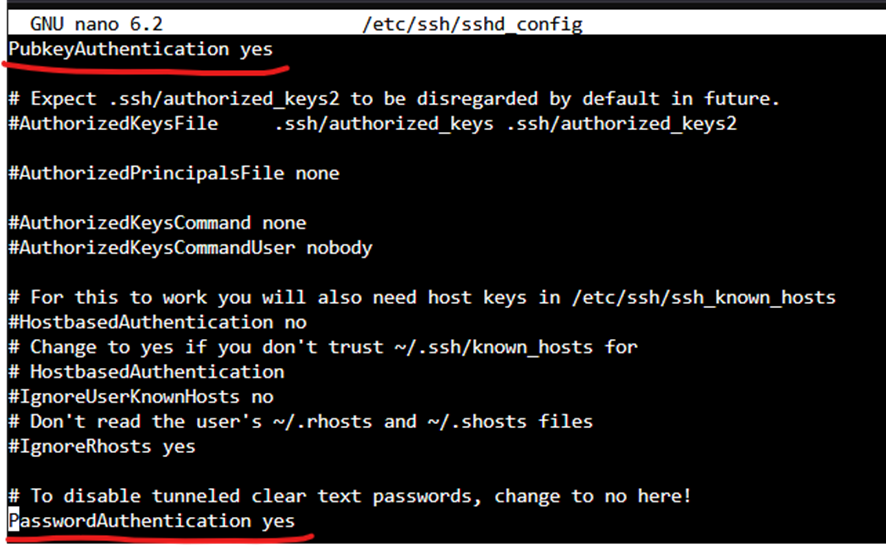 GNU nano 6.2 /etc/ssh/sshd_config
PubkeyAuthentication yes
# Expect .ssh/authorized_keys2 to be disregarded by default in future.
#AuthorizedKeysFile .ssh/authorized_keys .ssh/authorized_keys2
#AuthorizedPrincipalsFile none
#AuthorizedKeysCommand none
#AuthorizedKeysCommandUser nobody
# For this to work you will also need host keys in /etc/ssh/ssh_known_hosts
#HostbasedAuthentication no
# Change to yes if you don't trust ~/.ssh/known_hosts for
# HostbasedAuthentication
#IgnoreUserKnownHosts no
# Don't read the user's ~/.rhosts and ~/.shosts files
#IgnoreRhosts yes
# To disable tunneled clear text passwords, change to no here!
PasswordAuthentication yes